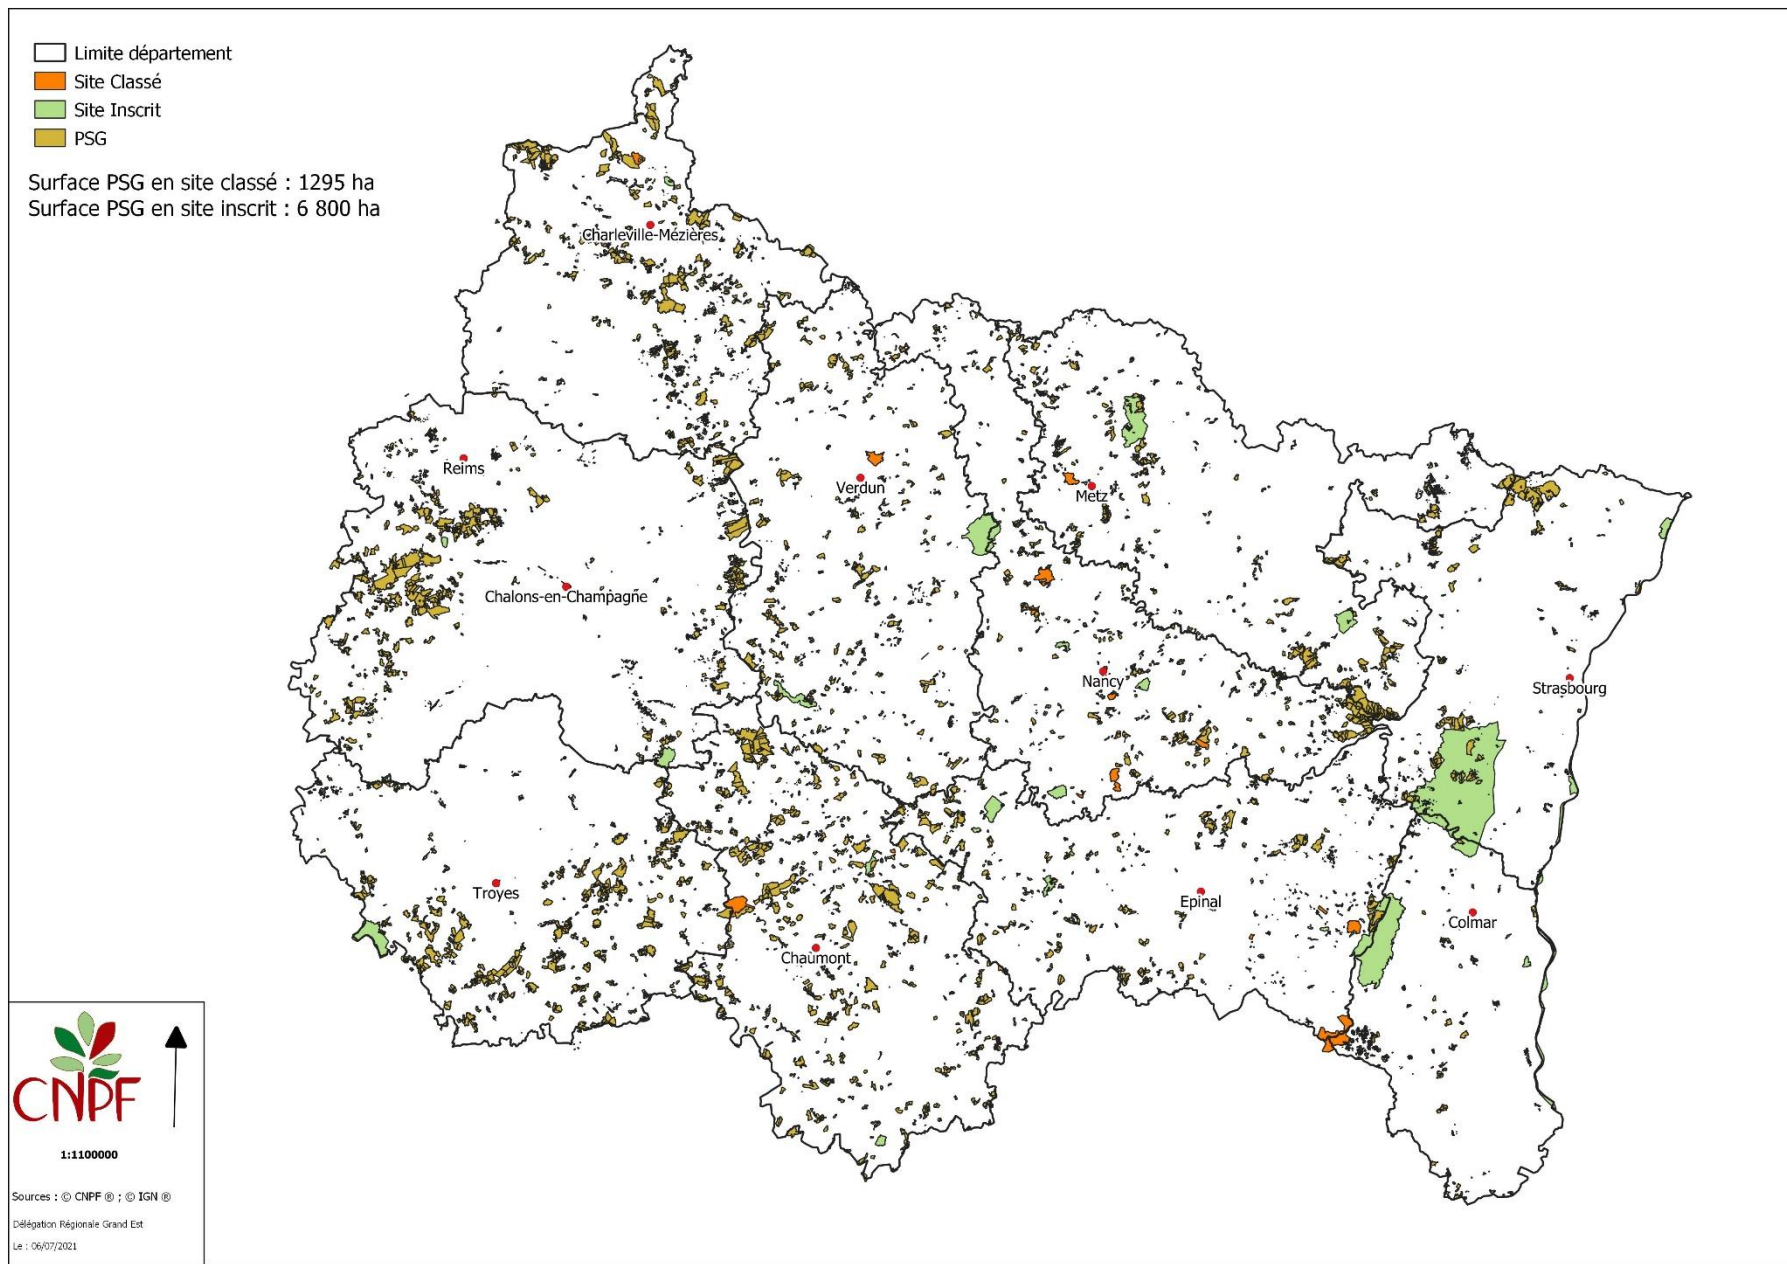 Limite département
Site Classé
Site Inscrit
PSG
Surface PSG en site classé : 1295 ha
Surface PSG en site inscrit : 6 800 ha
Charleville-Mézières
Reims
Verdun
Metz
Chalons-en-Champagne
Nancy
Strasbourg
Troyes
Epinal
Colmar
Chaumont
CNPF
1:1100000
Sources : © CNPF ® ; © IGN ®
Délégation Régionale Grand Est
Le : 06/07/2021